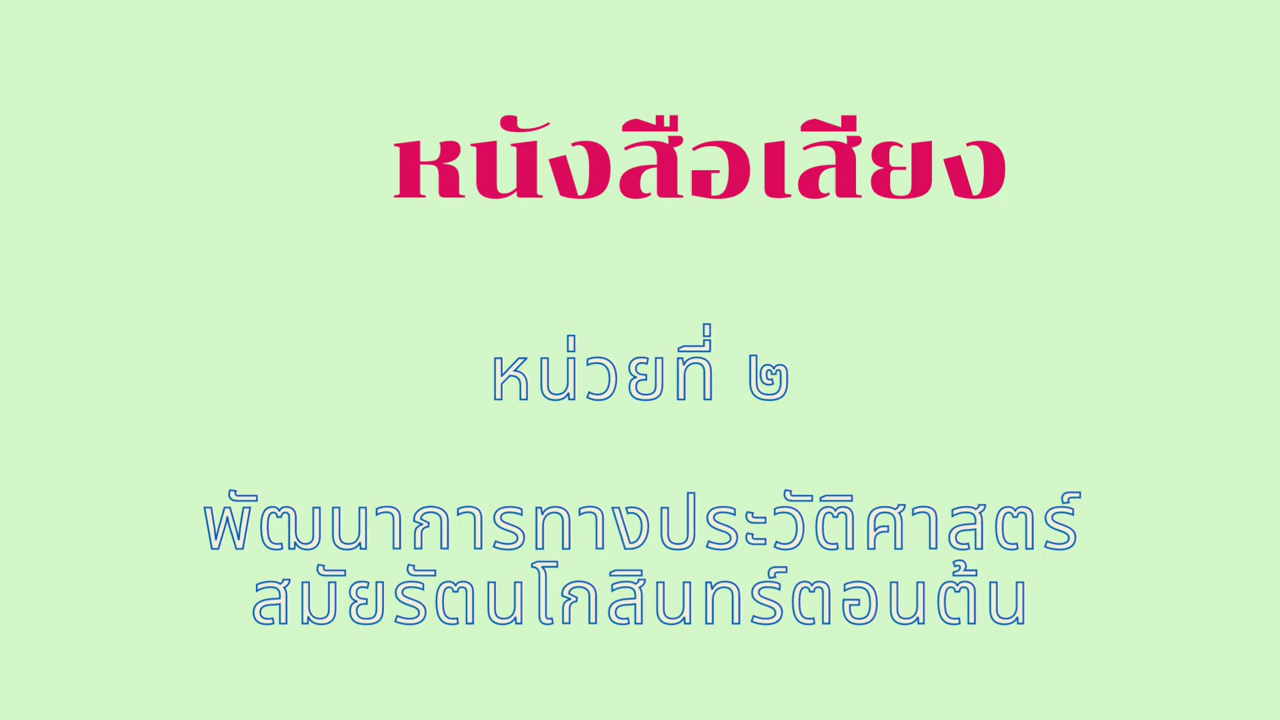 หนังสือเสียง
หน่วยที่ ๒
พัฒนาการทางประวัติศาสตร์
สมัยรัตนโกสินทร์ตอนต้น